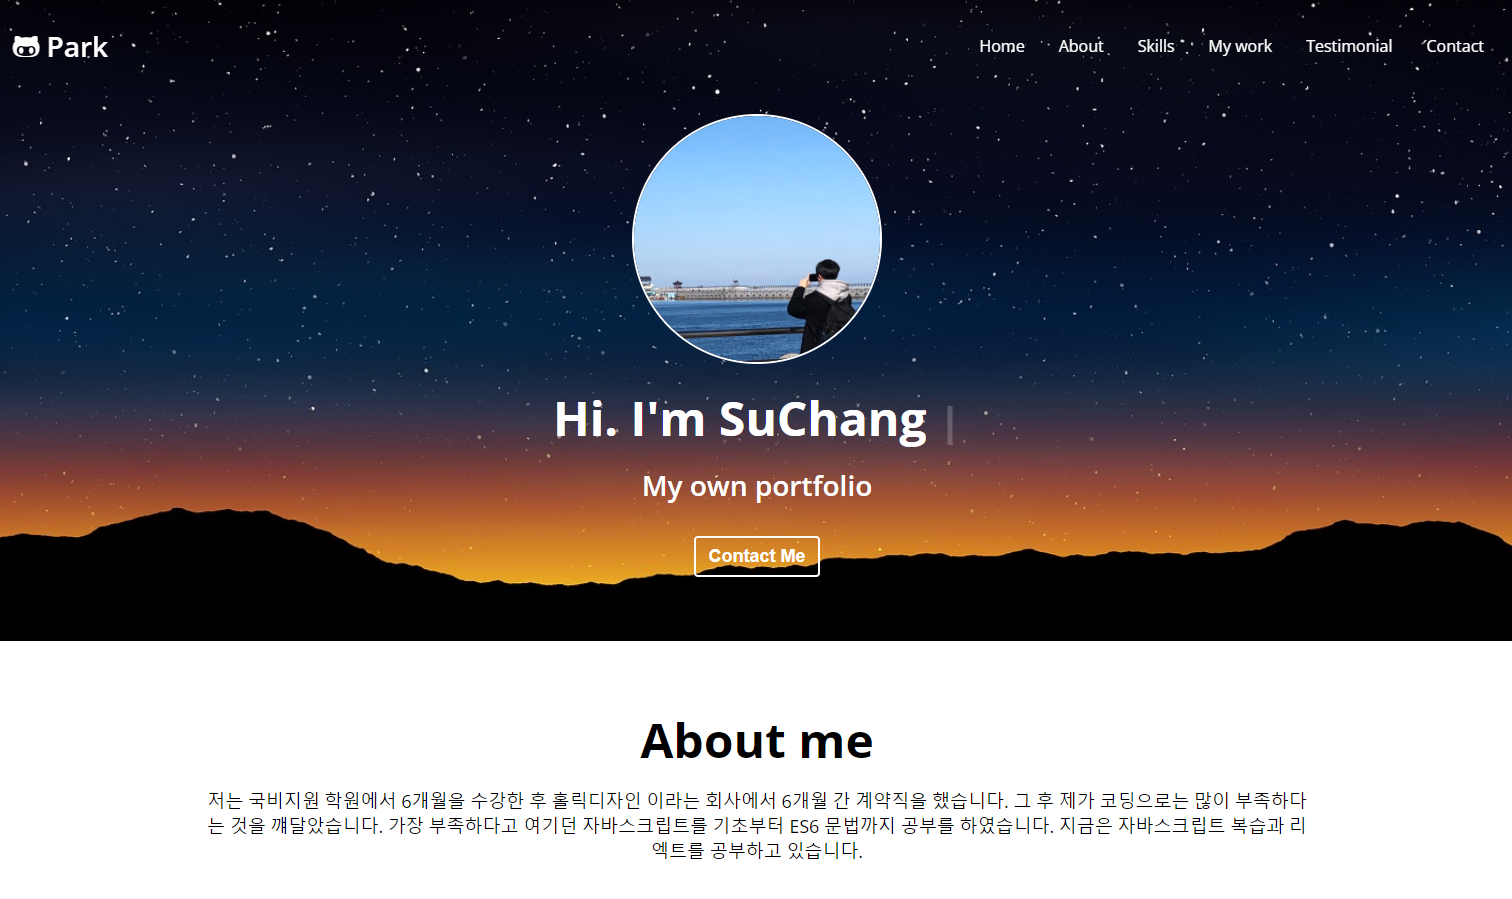 Park
Home About Skills My work Testimonial Contact
Hi. I'm SuChang |
My own portfolio
Contact Me
About me
저는 국비지원 학원에서 6개월을 수강한 후 홀릭디자인 이라는 회사에서 6개월 간 계약직을 했습니다. 그 후 제가 코딩으로는 많이 부족하다
는 것을 깨달았습니다. 가장 부족하다고 여기던 자바스크립트를 기초부터 ES6 문법까지 공부를 하였습니다. 지금은 자바스크립트 복습과 리
엑트를 공부하고 있습니다.